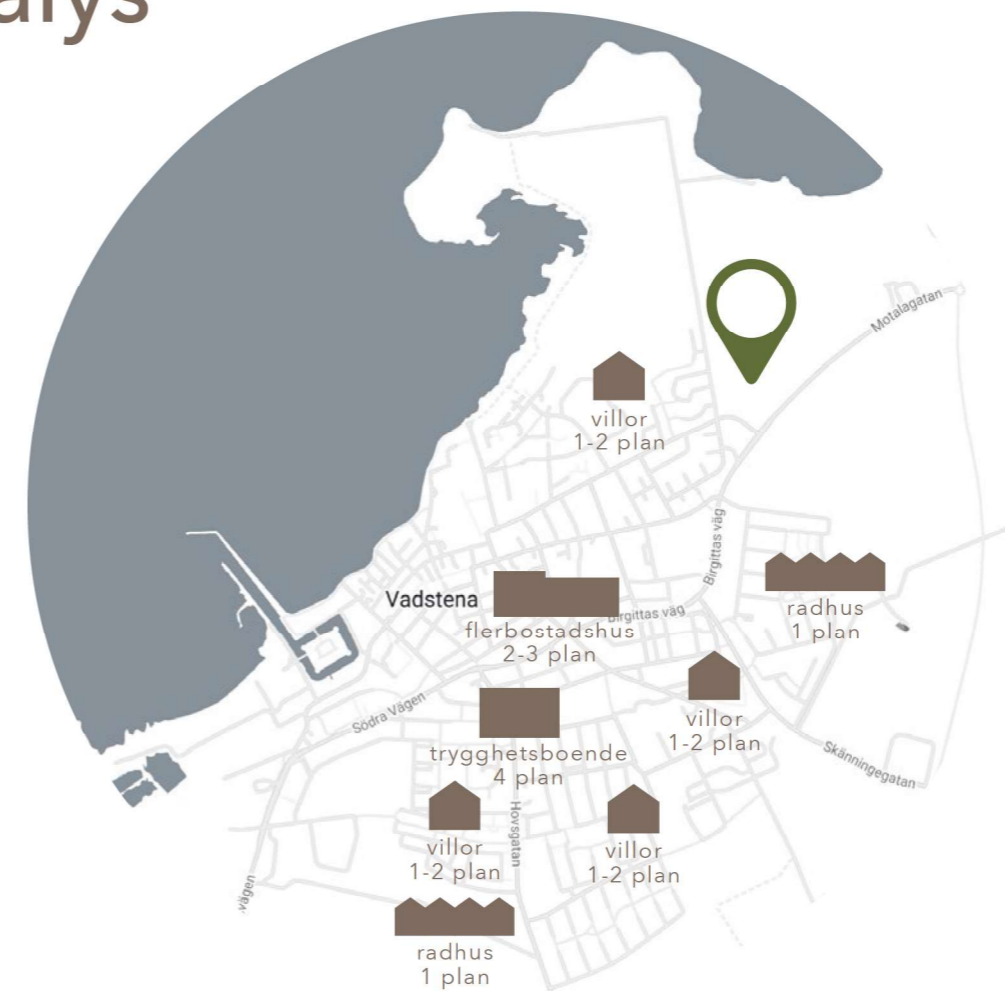 alys
Motalagatan
villor
1-2 plan
Birgittas väg
Vadstena
radhus
1 plan
Birgittas väg
flerbostadshus
2-3 plan
villor
1-2 plan
Södra Vägen
trygghetsboende
4 plan
Skänningegatan
Hovsgatan
villor
1-2 plan
villor
1-2 plan
vägen
radhus
1 plan